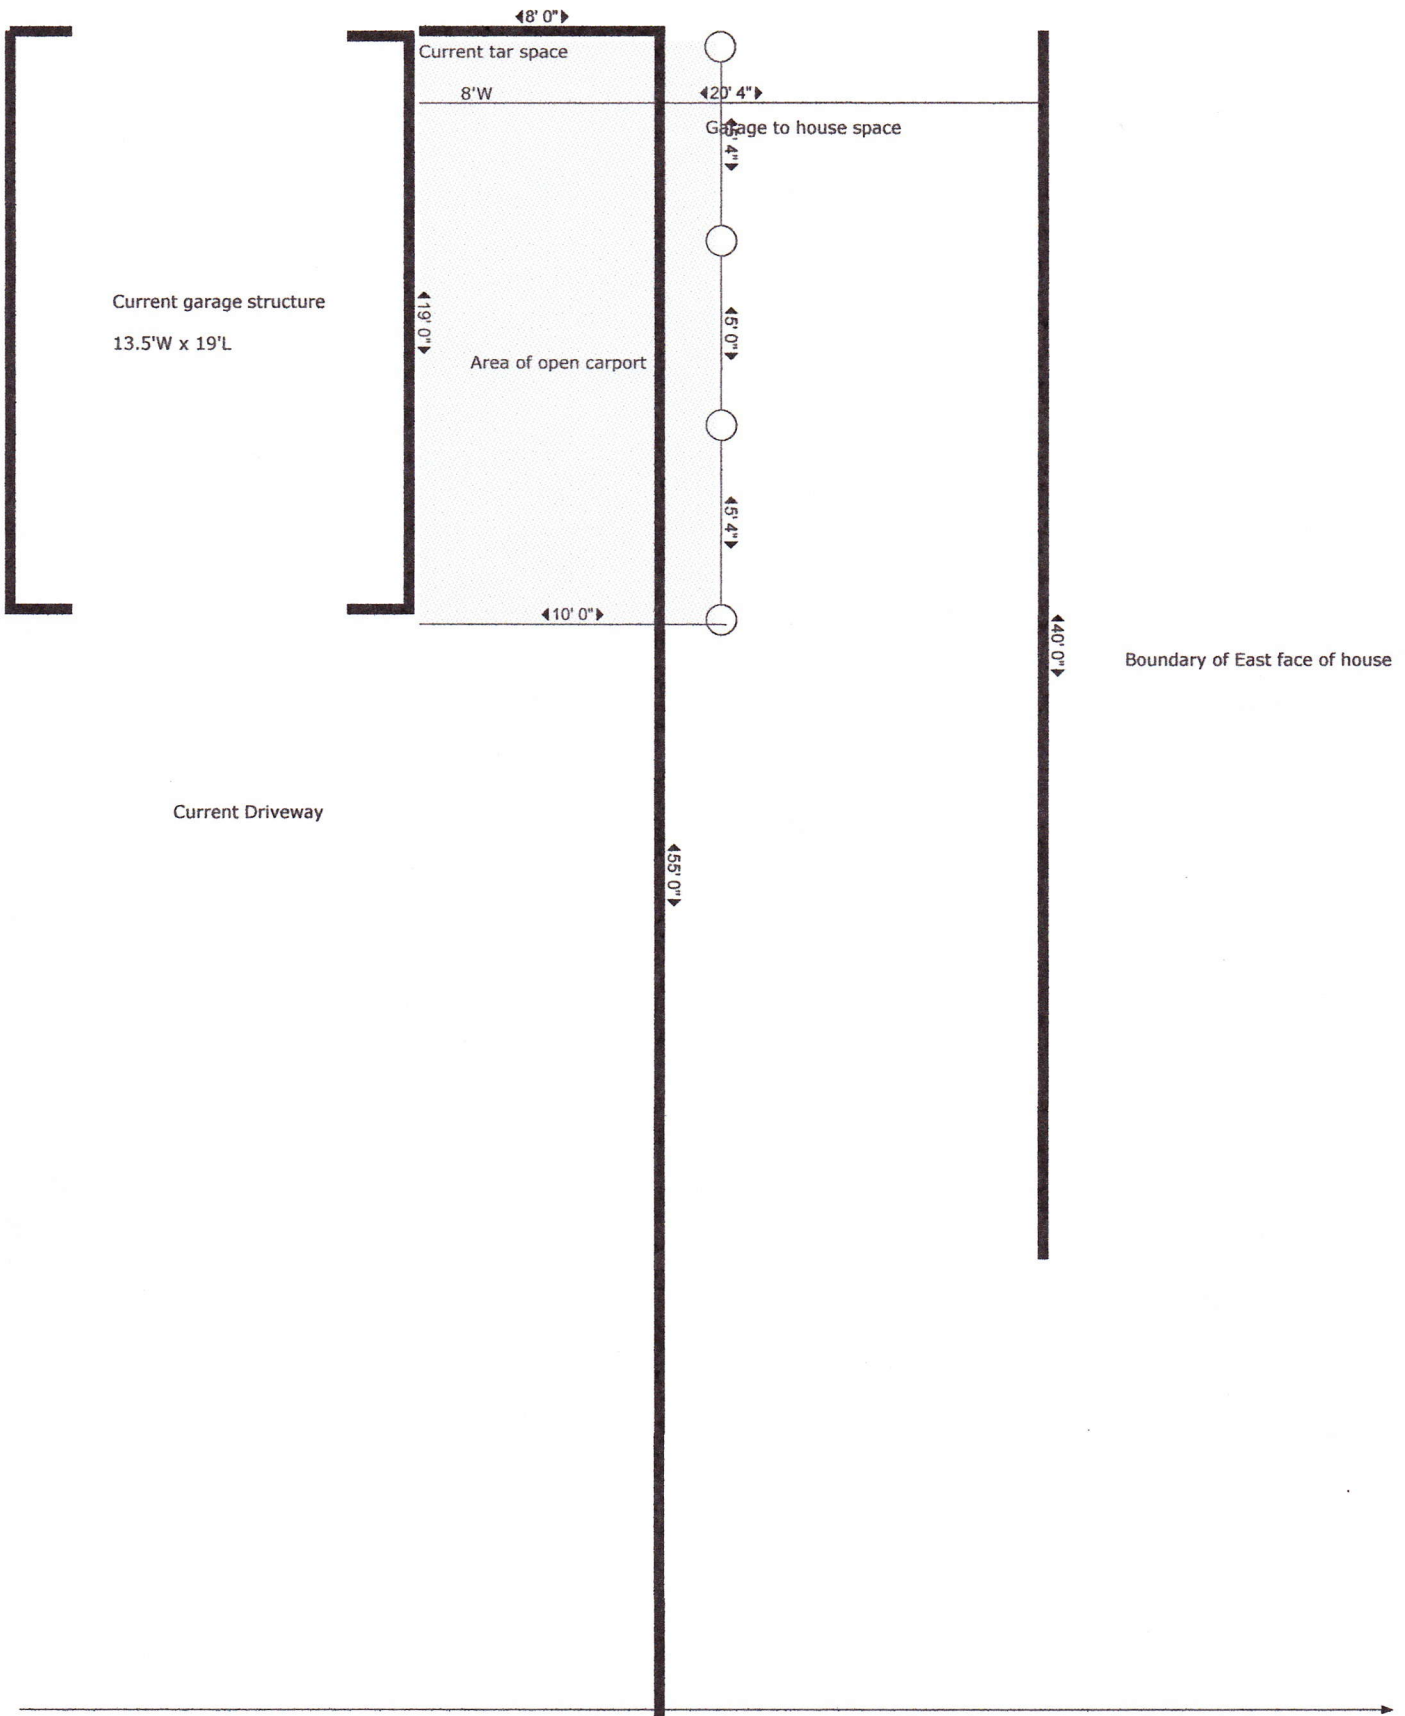 8' 0"
Current tar space
8'W
20' 4"
Garage to house space
5' 4"
Current garage structure
13.5'W x 19'L
19' 0"
5' 0"
Area of open carport
5' 4"
10' 0"
40' 0"
Boundary of East face of house
Current Driveway
55' 0"